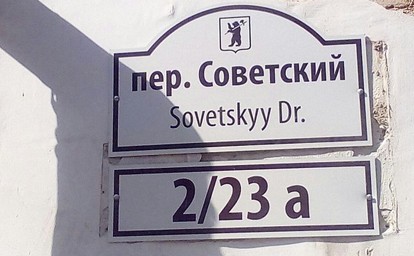 пер. Советский
Sovetskyy Dr.
2/23 а